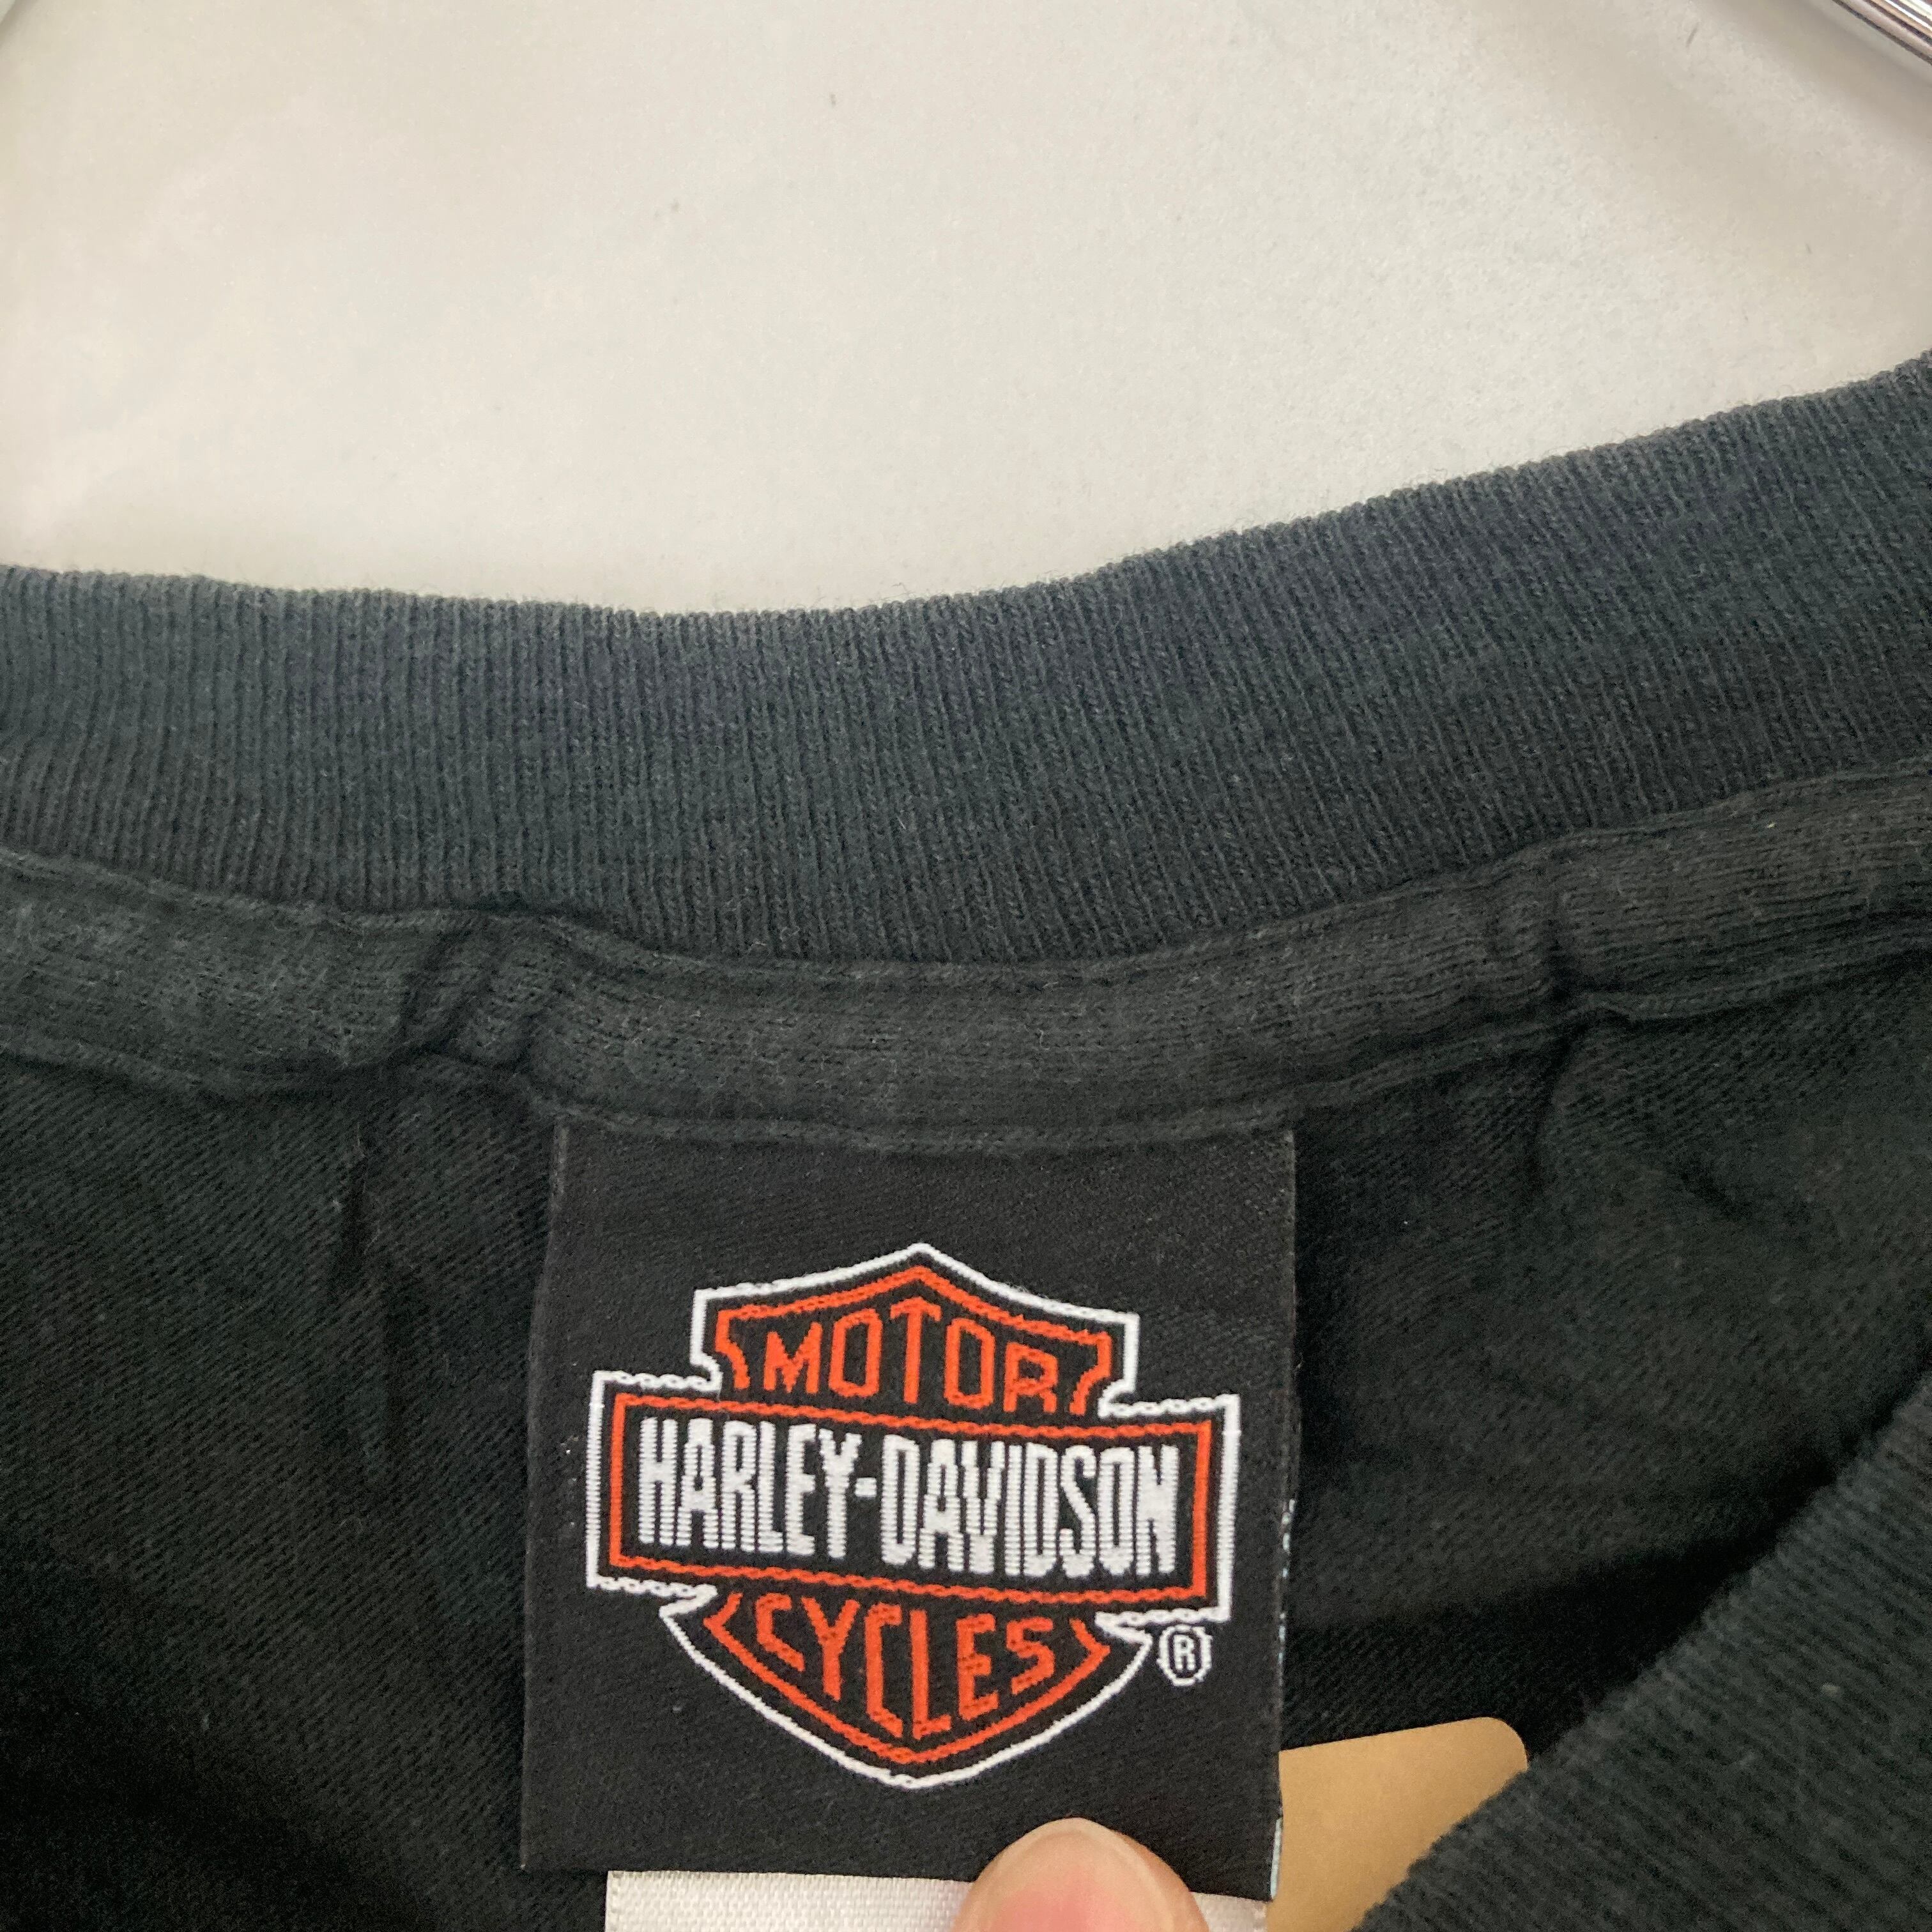 MOTOR
HARLEY-DAVIDSON
CYCLES
®